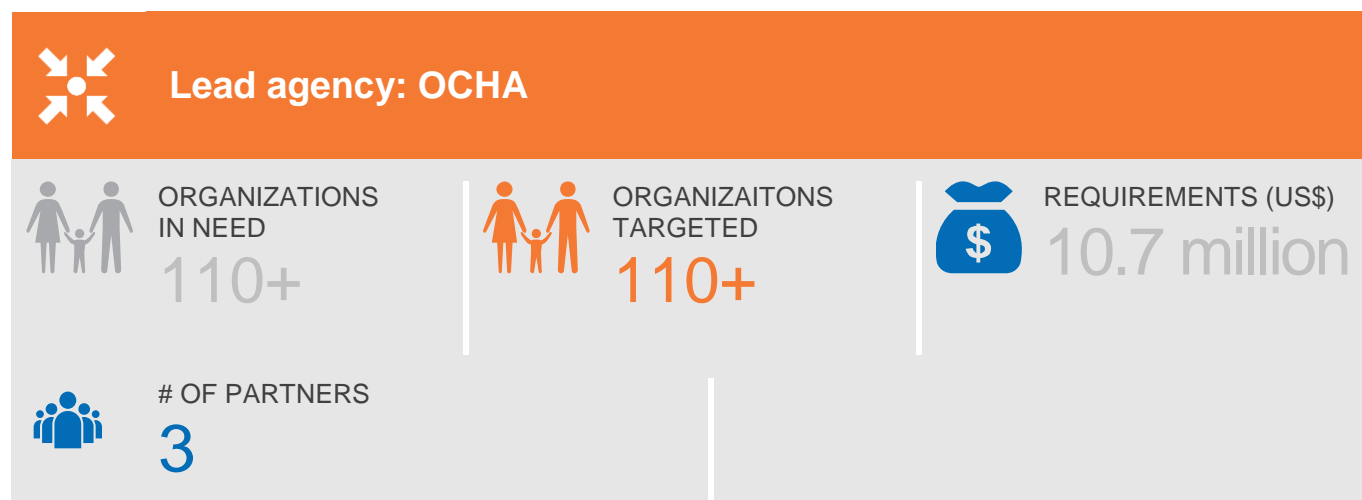 Lead agency: OCHA
ORGANIZATIONS
IN NEED
110+
ORGANIZAITONS
TARGETED
110+
$
REQUIREMENTS (US$)
10.7 million
# OF PARTNERS
3